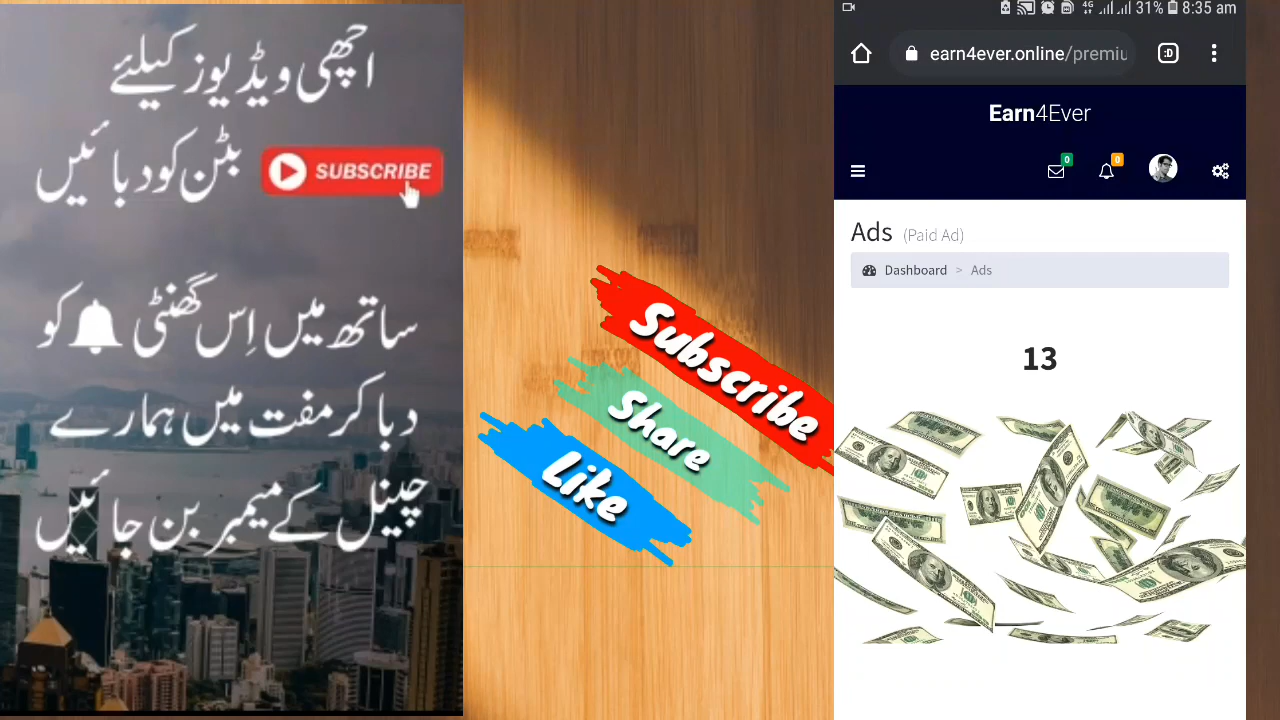 اچھی ویڈیوز کیلئے
بٹن کو دبائیں
SUBSCRIBE
ساتھ میں اِس گھنٹی کو
دبا کر مفت میں ہمارے
چینل کے میمبر بن جائیں
Subscribe
Share
Like
4G 31% 8:35 am
earn4ever.online/premiu
:D
Earn4Ever
0 0
Ads (Paid Ad)
Dashboard > Ads
13